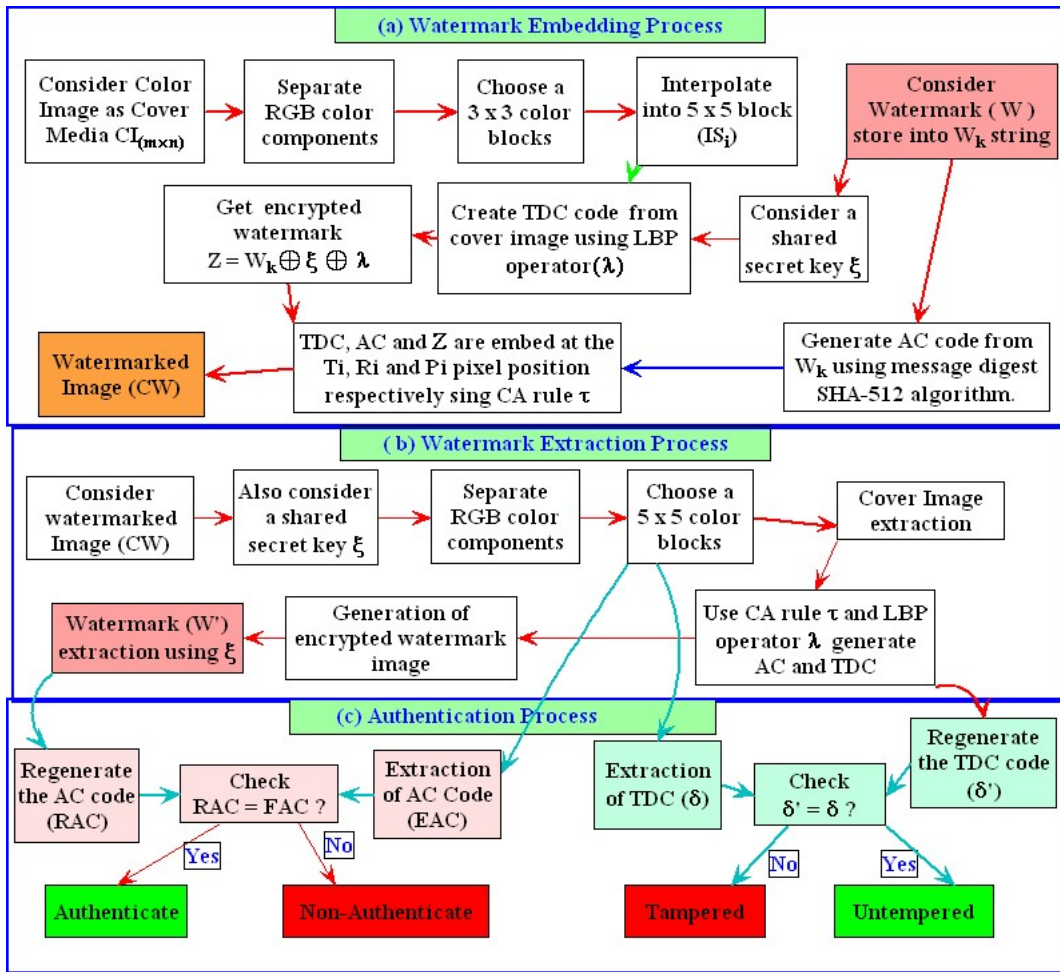 (a) Watermark Embedding Process
Consider Color
Image as Cover
Media CI(m×n)
Separate
RGB color
components
Choose a
3 x 3 color
blocks
Interpolate
into 5 x 5 block
(ISi)
Consider
Watermark ( W )
store into Wk string
Get encrypted
watermark
Z = Wk ⊕ ξ ⊕ λ
Create TDC code from
cover image using LBP
operator(λ)
Consider a
shared
secret key ξ
Watermarked
Image (CW)
TDC, AC and Z are embed at the
Ti, Ri and Pi pixel position
respectively sing CA rule τ
Generate AC code from
Wk using message digest
SHA-512 algorithm.
( b ) Watermark Extraction Process
Consider
watermarked
Image (CW)
Also consider
a shared
secret key ξ
Separate
RGB color
components
Choose a
5 x 5 color
blocks
Cover Image
extraction
Watermark (W')
extraction using ξ
Generation of
encrypted watermark
image
Use CA rule τ and LBP
operator λ generate
AC and TDC
(c) Authentication Process
Regenerate
the AC code
(RAC)
Check
RAC = FAC ?
Extraction
of AC Code
(EAC)
Extraction
of TDC (δ)
Check
δ' = δ ?
Regenerate
the TDC code
(δ')
Yes
No
No
Yes
Authenticate
Non-Authenticate
Tampered
Untempered